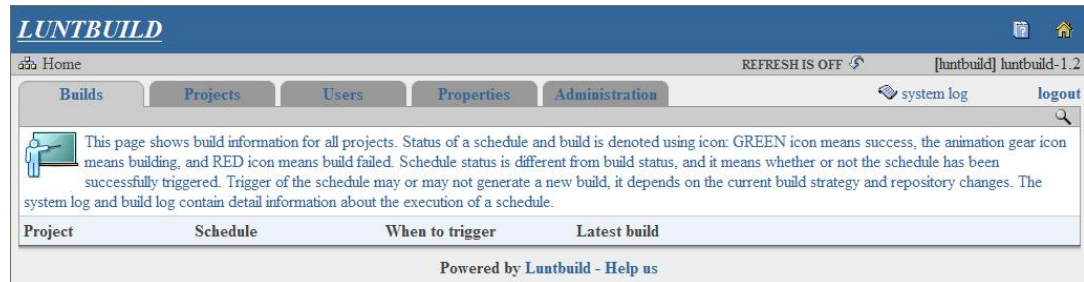 LUNTBUILD
Home REFRESH IS OFF [luntbuild] luntbuild-1.2
Builds Projects Users Properties Administration system log logout
This page shows build information for all projects. Status of a schedule and build is denoted using icon: GREEN icon means success, the animation gear icon
means building, and RED icon means build failed. Schedule status is different from build status, and it means whether or not the schedule has been
successfully triggered. Trigger of the schedule may or may not generate a new build, it depends on the current build strategy and repository changes. The
system log and build log contain detail information about the execution of a schedule.
Project Schedule When to trigger Latest build
Powered by Luntbuild - Help us